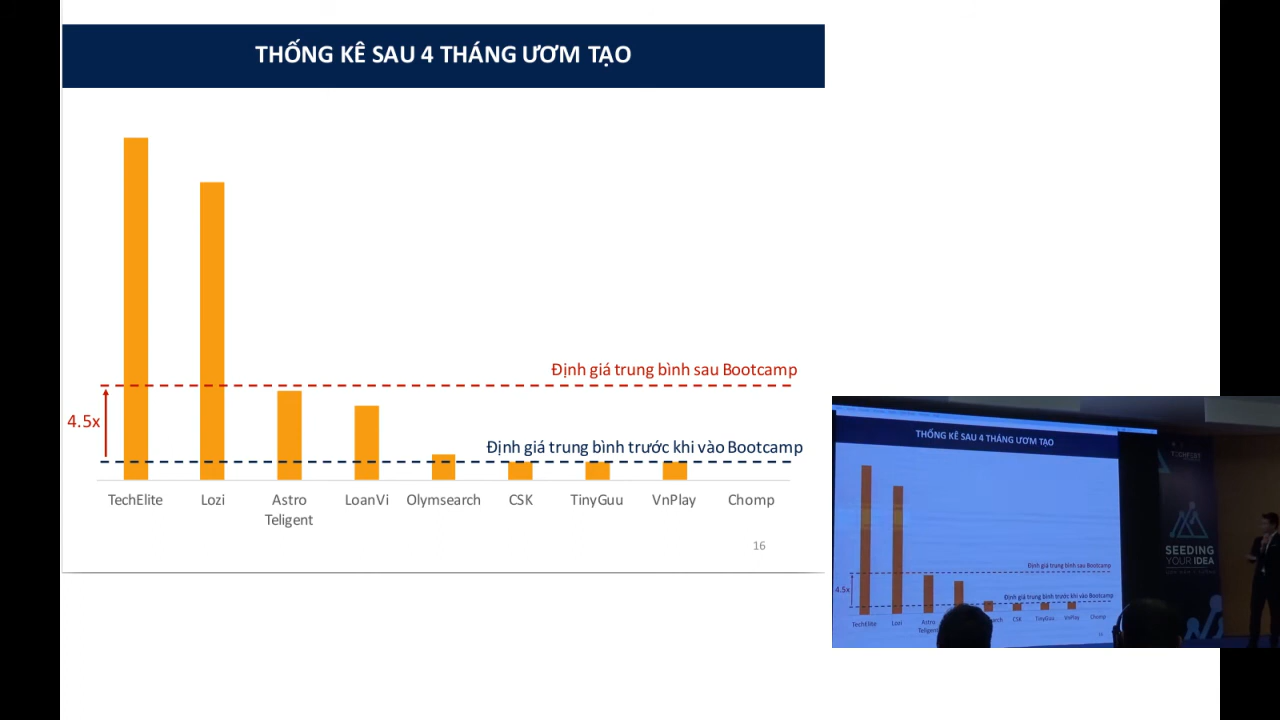 THỐNG KÊ SAU 4 THÁNG ƯƠM TẠO
Định giá trung bình sau Bootcamp
4.5x
Định giá trung bình trước khi vào Bootcamp
TechElite
Lozi
Astro
Teligent
LoanVi
Olymsearch
CSK
TinyGuu
VnPlay
Chomp
16
THỐNG KÊ SAU 4 THÁNG ƯƠM TẠO
TECHFEST
SEEDING
YOUR IDEA
Định giá trung bình sau Bootcamp
4.5x
Định giá trung bình trước khi vào Bootcamp
TechElite
Lozi
Astro
Teligent
CSK
TinyGuu
VnPlay
Chomp
16